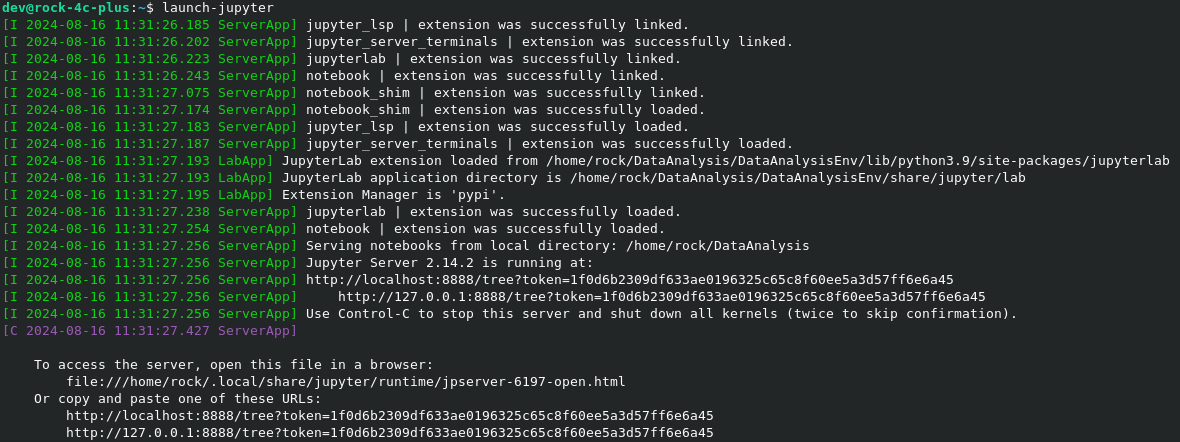 dev@rock-4c-plus:~$ launch-jupyter
[I 2024-08-16 11:31:26.185 ServerApp] jupyter_lsp | extension was successfully linked.
[I 2024-08-16 11:31:26.202 ServerApp] jupyter_server_terminals | extension was successfully linked.
[I 2024-08-16 11:31:26.223 ServerApp] jupyterlab | extension was successfully linked.
[I 2024-08-16 11:31:26.243 ServerApp] notebook | extension was successfully linked.
[I 2024-08-16 11:31:27.075 ServerApp] notebook_shim | extension was successfully linked.
[I 2024-08-16 11:31:27.174 ServerApp] notebook_shim | extension was successfully loaded.
[I 2024-08-16 11:31:27.183 ServerApp] jupyter_lsp | extension was successfully loaded.
[I 2024-08-16 11:31:27.187 ServerApp] jupyter_server_terminals | extension was successfully loaded.
[I 2024-08-16 11:31:27.193 LabApp] JupyterLab extension loaded from /home/rock/DataAnalysis/DataAnalysisEnv/lib/python3.9/site-packages/jupyterlab
[I 2024-08-16 11:31:27.193 LabApp] JupyterLab application directory is /home/rock/DataAnalysis/DataAnalysisEnv/share/jupyter/lab
[I 2024-08-16 11:31:27.195 LabApp] Extension Manager is 'pypi'.
[I 2024-08-16 11:31:27.238 ServerApp] jupyterlab | extension was successfully loaded.
[I 2024-08-16 11:31:27.254 ServerApp] notebook | extension was successfully loaded.
[I 2024-08-16 11:31:27.256 ServerApp] Serving notebooks from local directory: /home/rock/DataAnalysis
[I 2024-08-16 11:31:27.256 ServerApp] Jupyter Server 2.14.2 is running at:
[I 2024-08-16 11:31:27.256 ServerApp] http://localhost:8888/tree?token=1f0d6b2309df633ae0196325c65c8f60ee5a3d57ff6e6a45
[I 2024-08-16 11:31:27.256 ServerApp]     http://127.0.0.1:8888/tree?token=1f0d6b2309df633ae0196325c65c8f60ee5a3d57ff6e6a45
[I 2024-08-16 11:31:27.256 ServerApp] Use Control-C to stop this server and shut down all kernels (twice to skip confirmation).
[C 2024-08-16 11:31:27.427 ServerApp]
    To access the server, open this file in a browser:
        file:///home/rock/.local/share/jupyter/runtime/jpserver-6197-open.html
    Or copy and paste one of these URLs:
        http://localhost:8888/tree?token=1f0d6b2309df633ae0196325c65c8f60ee5a3d57ff6e6a45
        http://127.0.0.1:8888/tree?token=1f0d6b2309df633ae0196325c65c8f60ee5a3d57ff6e6a45